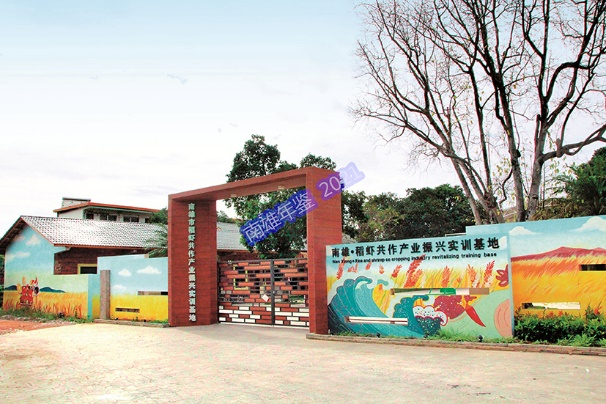 南雄市稻虾共作产业振兴实训基地
南雄年鉴 2021
南雄•稻虾共作产业振兴实训基地
Nan Xiong•Rice and shrimp co cropping industry revitalizing training base